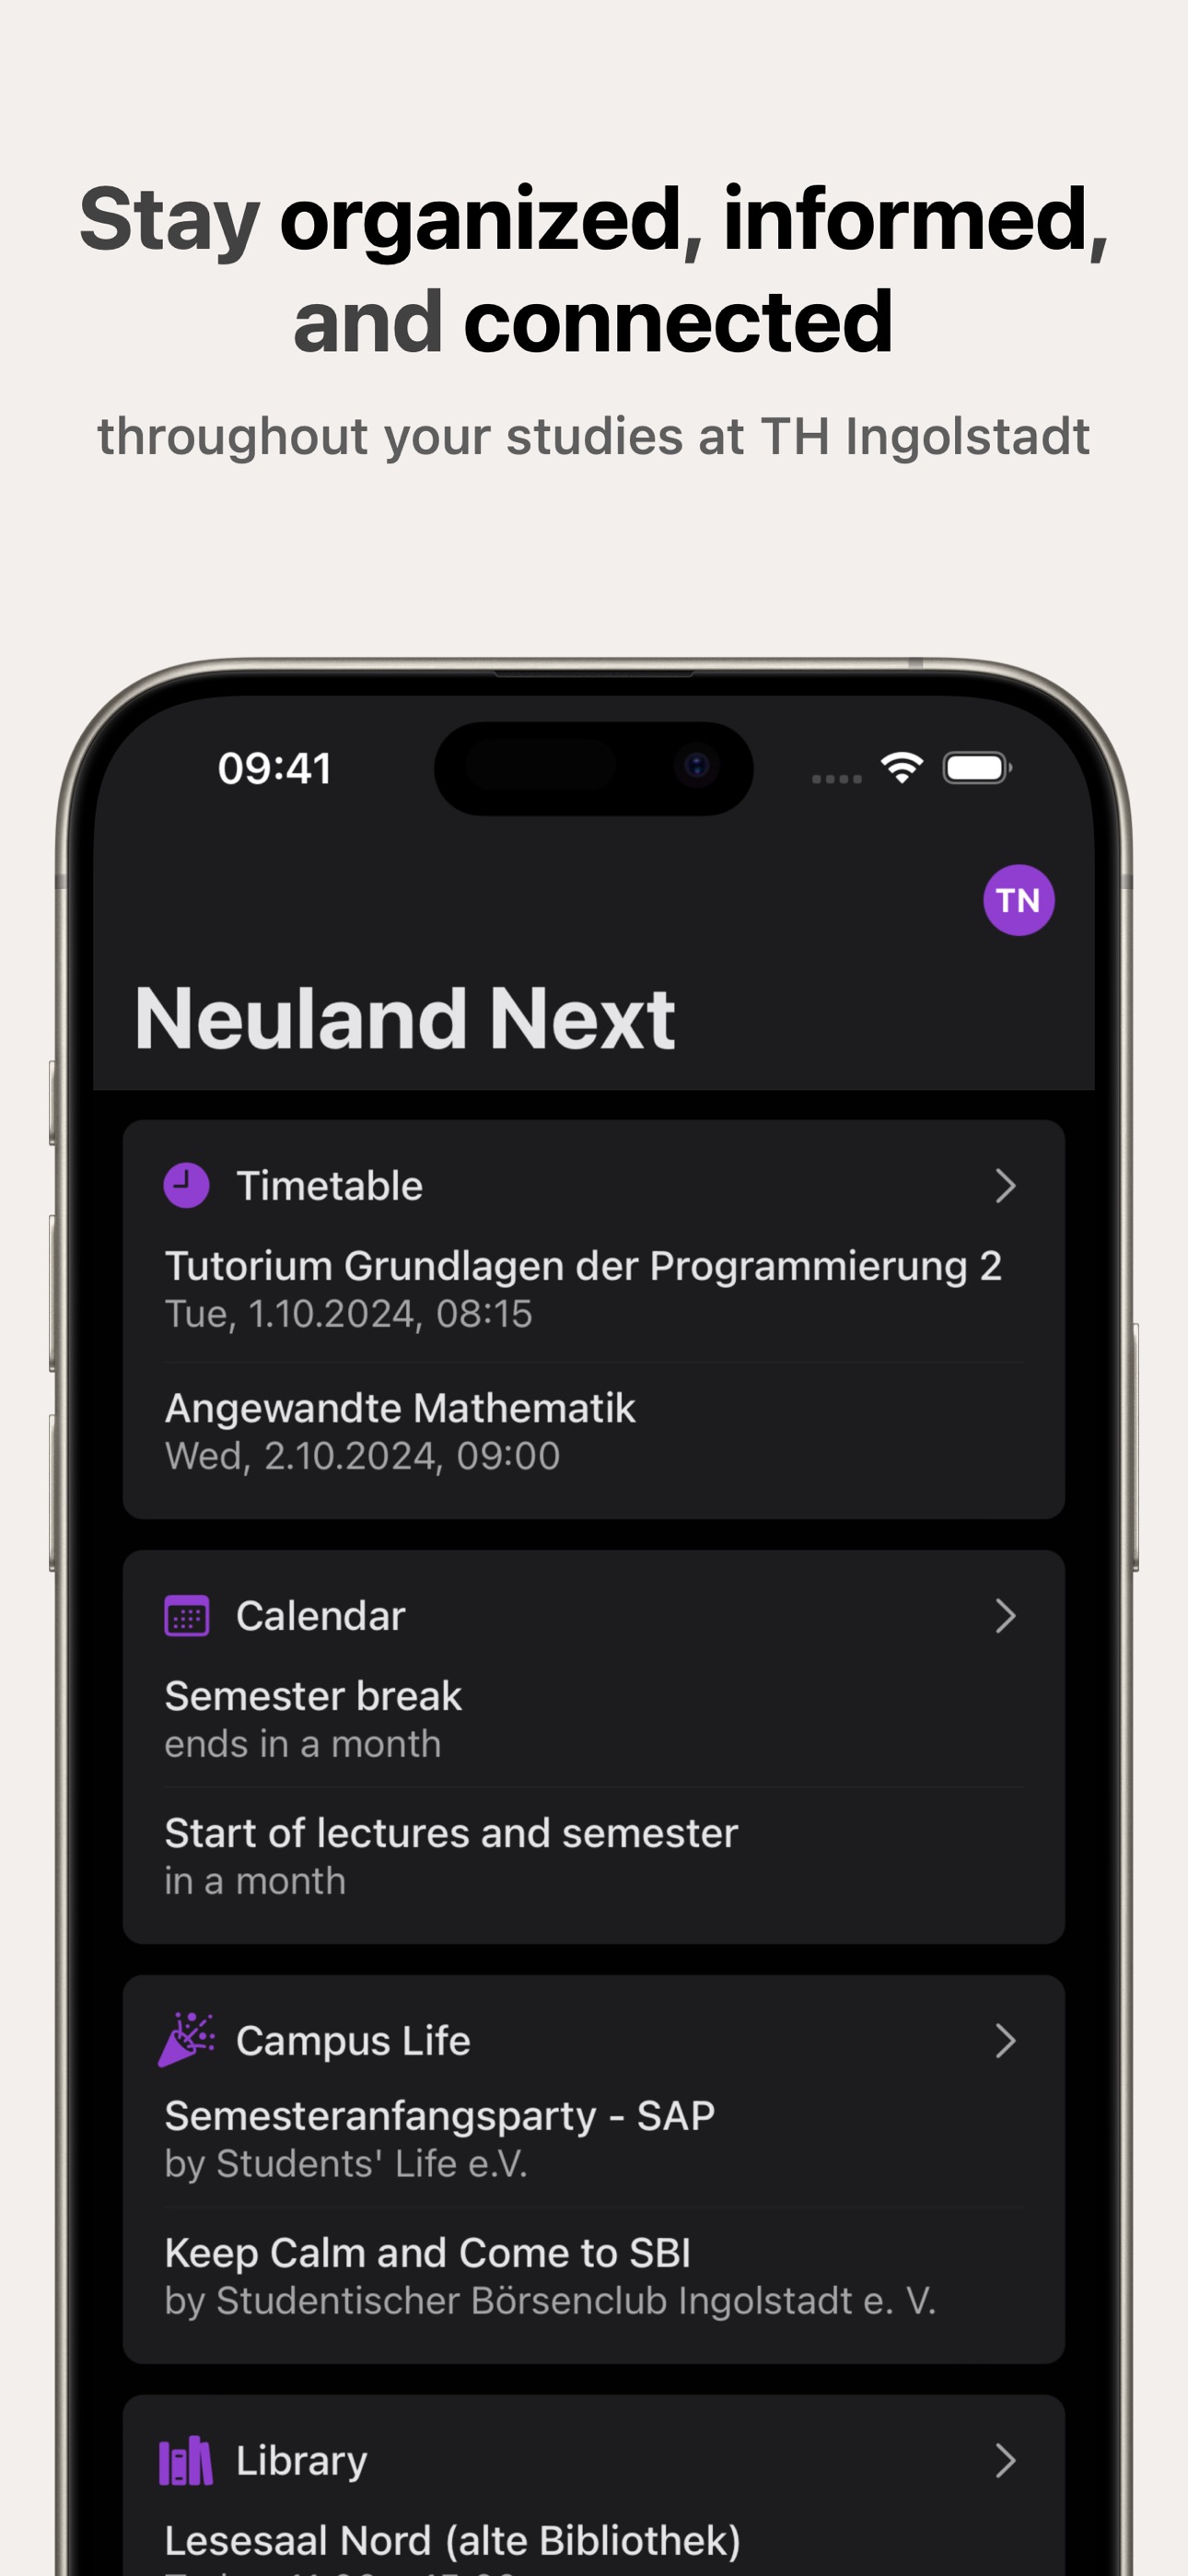 Stay organized, informed,
and connected
throughout your studies at TH Ingolstadt
09:41
TN
Neuland Next
Timetable
Tutorium Grundlagen der Programmierung 2
Tue, 1.10.2024, 08:15
Angewandte Mathematik
Wed, 2.10.2024, 09:00
Calendar
Semester break
ends in a month
Start of lectures and semester
in a month
Campus Life
Semesteranfangsparty - SAP
by Students' Life e.V.
Keep Calm and Come to SBI
by Studentischer Börsenclub Ingolstadt e. V.
Library
Lesesaal Nord (alte Bibliothek)